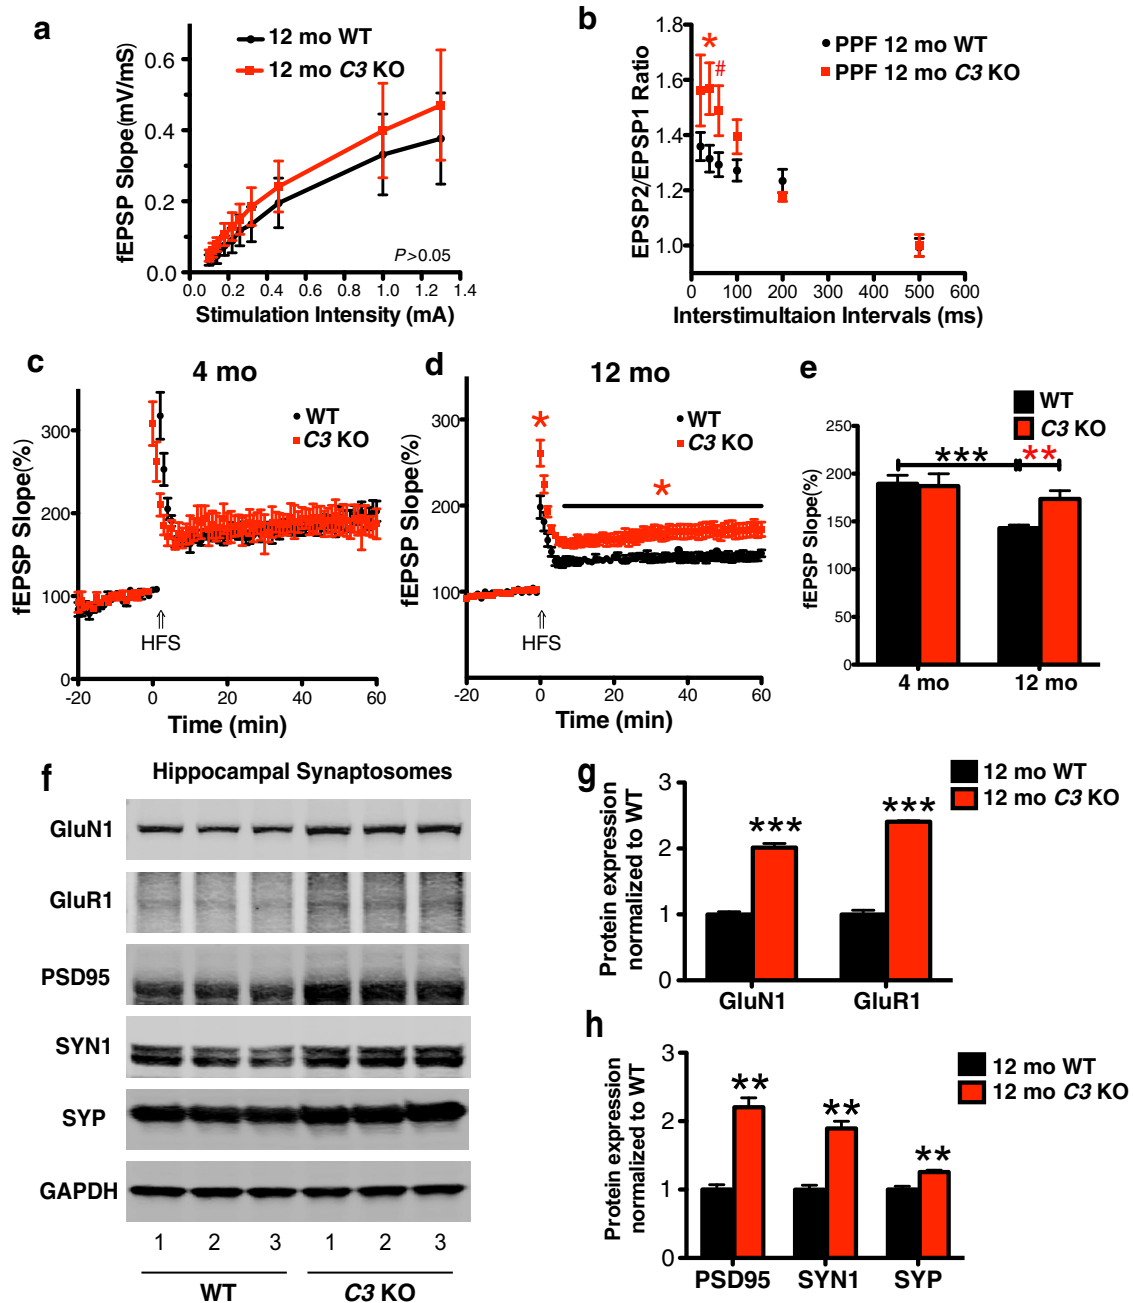 a
12 mo WT
12 mo C3 KO
fEPSP Slope(mV/mS)
0.6
0.4
0.2
0.0
P>0.05
0.0 0.2 0.4 0.6 0.8 1.0 1.2 1.4
Stimulation Intensity (mA)
b
EPSP2/EPSP1 Ratio
1.8
1.6
1.4
1.2
1.0
*
#
PPF 12 mo WT
PPF 12 mo C3 KO
0 100 200 300 400 500 600
Interstimultaion Intervals (ms)
c
4 mo
WT
C3 KO
fEPSP Slope(%)
300
200
100
0
⇑
HFS
-20 0 20 40 60
Time (min)
d
12 mo
WT
C3 KO
fEPSP Slope(%)
300
200
100
*
*
⇑
HFS
-20 0 20 40 60
Time (min)
e
WT
C3 KO
fEPSP Slope(%)
250
200
150
100
50
0
*** **
4 mo 12 mo
f
Hippocampal Synaptosomes
GluN1
GluR1
PSD95
SYN1
SYP
GAPDH
1 2 3 1 2 3
WT C3 KO
g
12 mo WT
12 mo C3 KO
Protein expression
normalized to WT
3
2
1
0
*** ***
GluN1 GluR1
h
12 mo WT
12 mo C3 KO
Protein expression
normalized to WT
3
2
1
0
** ** **
PSD95 SYN1 SYP